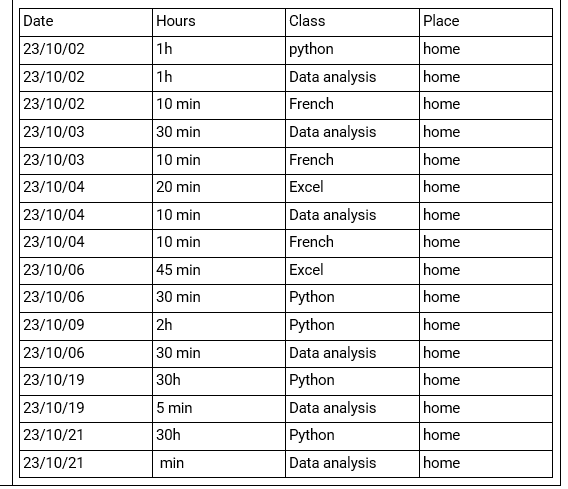 Date Hours Class Place
23/10/02 1h python home
23/10/02 1h Data analysis home
23/10/02 10 min French home
23/10/03 30 min Data analysis home
23/10/03 10 min French home
23/10/04 20 min Excel home
23/10/04 10 min Data analysis home
23/10/04 10 min French home
23/10/06 45 min Excel home
23/10/06 30 min Python home
23/10/09 2h Python home
23/10/06 30 min Data analysis home
23/10/19 30h Python home
23/10/19 5 min Data analysis home
23/10/21 30h Python home
23/10/21 min Data analysis home